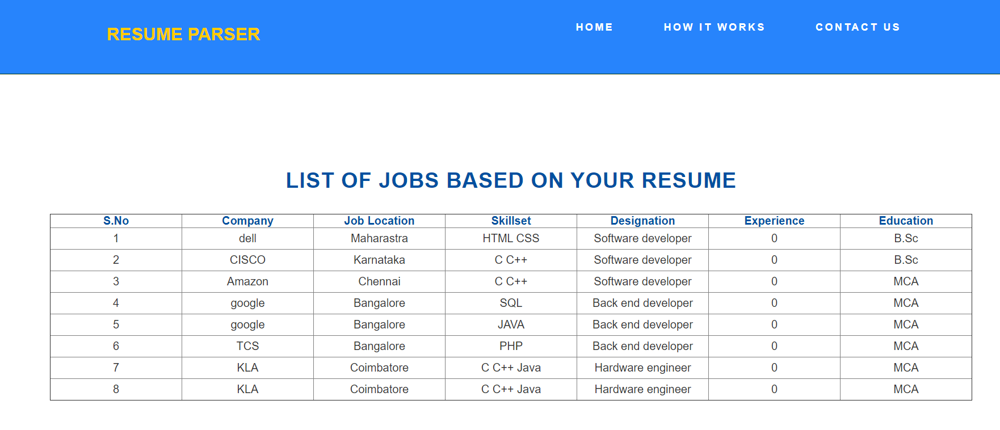 RESUME PARSER
HOME HOW IT WORKS CONTACT US
LIST OF JOBS BASED ON YOUR RESUME
S.No Company Job Location Skillset Designation Experience Education
1 dell Maharastra HTML CSS Software developer 0 B.Sc
2 CISCO Karnataka C C++ Software developer 0 B.Sc
3 Amazon Chennai C C++ Software developer 0 MCA
4 google Bangalore SQL Back end developer 0 MCA
5 google Bangalore JAVA Back end developer 0 MCA
6 TCS Bangalore PHP Back end developer 0 MCA
7 KLA Coimbatore C C++ Java Hardware engineer 0 MCA
8 KLA Coimbatore C C++ Java Hardware engineer 0 MCA